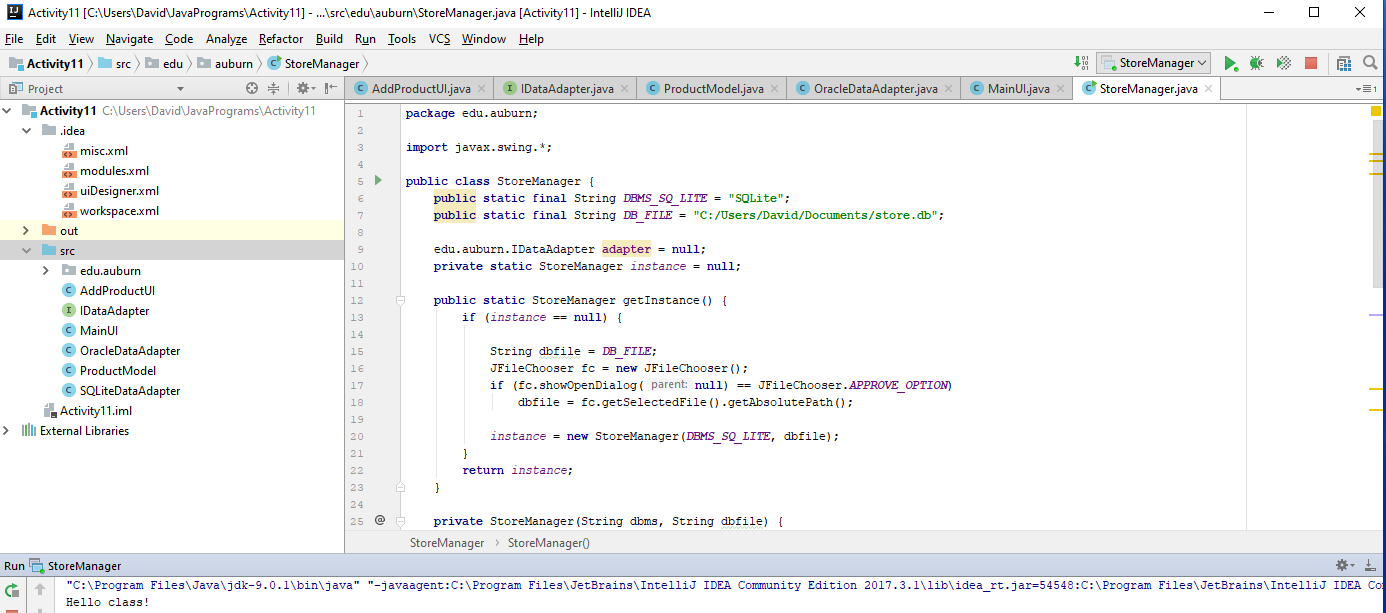 Activity11 [C:\Users\David\JavaPrograms\Activity11] - ...\src\edu\auburn\StoreManager.java [Activity11] - IntelliJ IDEA
File Edit View Navigate Code Analyze Refactor Build Run Tools VCS Window Help
Activity11 src edu auburn StoreManager
StoreManager
Project
AddProductUI.java IDataAdapter.java ProductModel.java OracleDataAdapter.java MainUI.java StoreManager.java
Activity11 C:\Users\David\JavaPrograms\Activity11
.idea
misc.xml
modules.xml
uiDesigner.xml
workspace.xml
out
src
edu.auburn
AddProductUI
IDataAdapter
MainUI
OracleDataAdapter
ProductModel
SQLiteDataAdapter
Activity11.iml
External Libraries
1 package edu.auburn;
2
3 import javax.swing.*;
4
5 public class StoreManager {
6 public static final String DBMS_SQ_LITE = "SQLite";
7 public static final String DB_FILE = "C:/Users/David/Documents/store.db";
8
9 edu.auburn.IDataAdapter adapter = null;
10 private static StoreManager instance = null;
11
12 public static StoreManager getInstance() {
13 if (instance == null) {
14
15 String dbfile = DB_FILE;
16 JFileChooser fc = new JFileChooser();
17 if (fc.showOpenDialog( parent: null) == JFileChooser.APPROVE_OPTION)
18 dbfile = fc.getSelectedFile().getAbsolutePath();
19
20 instance = new StoreManager(DBMS_SQ_LITE, dbfile);
21 }
22 return instance;
23 }
24
25 @ private StoreManager(String dbms, String dbfile) {
StoreManager › StoreManager()
Run StoreManager
"C:\Program Files\Java\jdk-9.0.1\bin\java" "-javaagent:C:\Program Files\JetBrains\IntelliJ IDEA Community Edition 2017.3.1\lib\idea_rt.jar=54548:C:\Program Files\JetBrains\IntelliJ IDEA Co
Hello class!